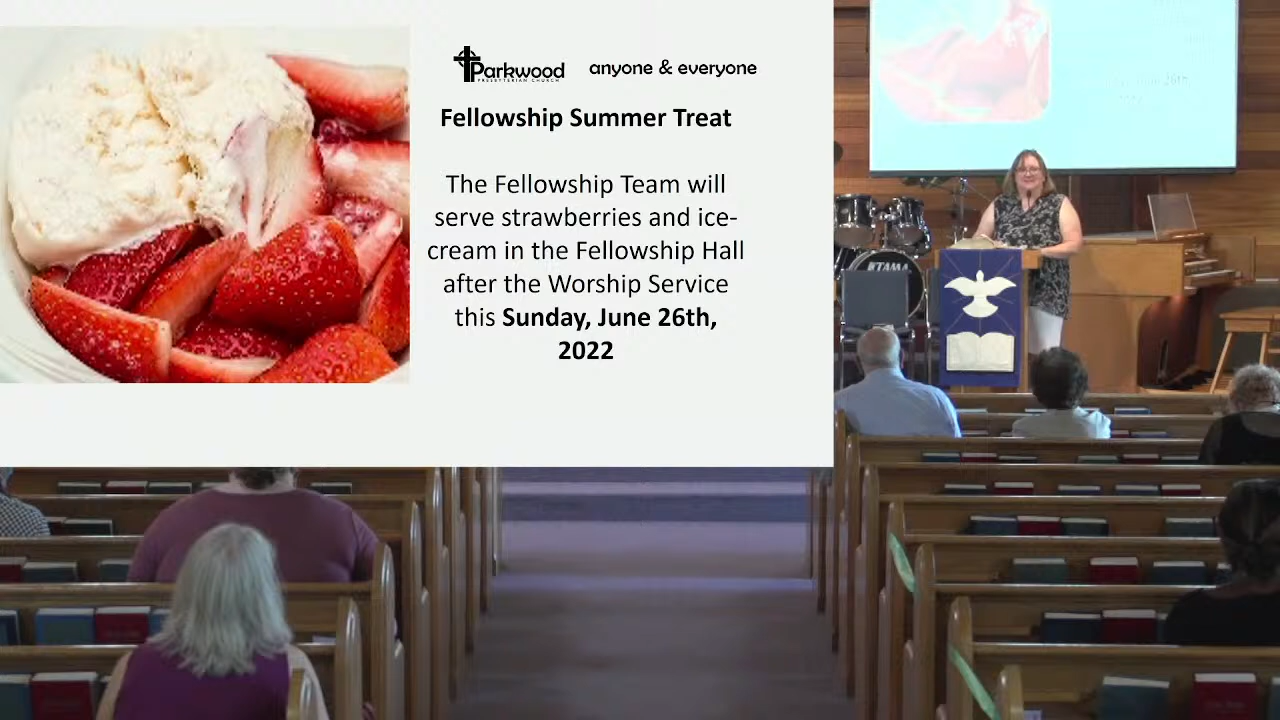 Parkwood
PRESBYTERIAN CHURCH
anyone & everyone
Fellowship Summer Treat
The Fellowship Team will
serve strawberries and ice-
cream in the Fellowship Hall
after the Worship Service
this Sunday, June 26th,
2022
TAMA